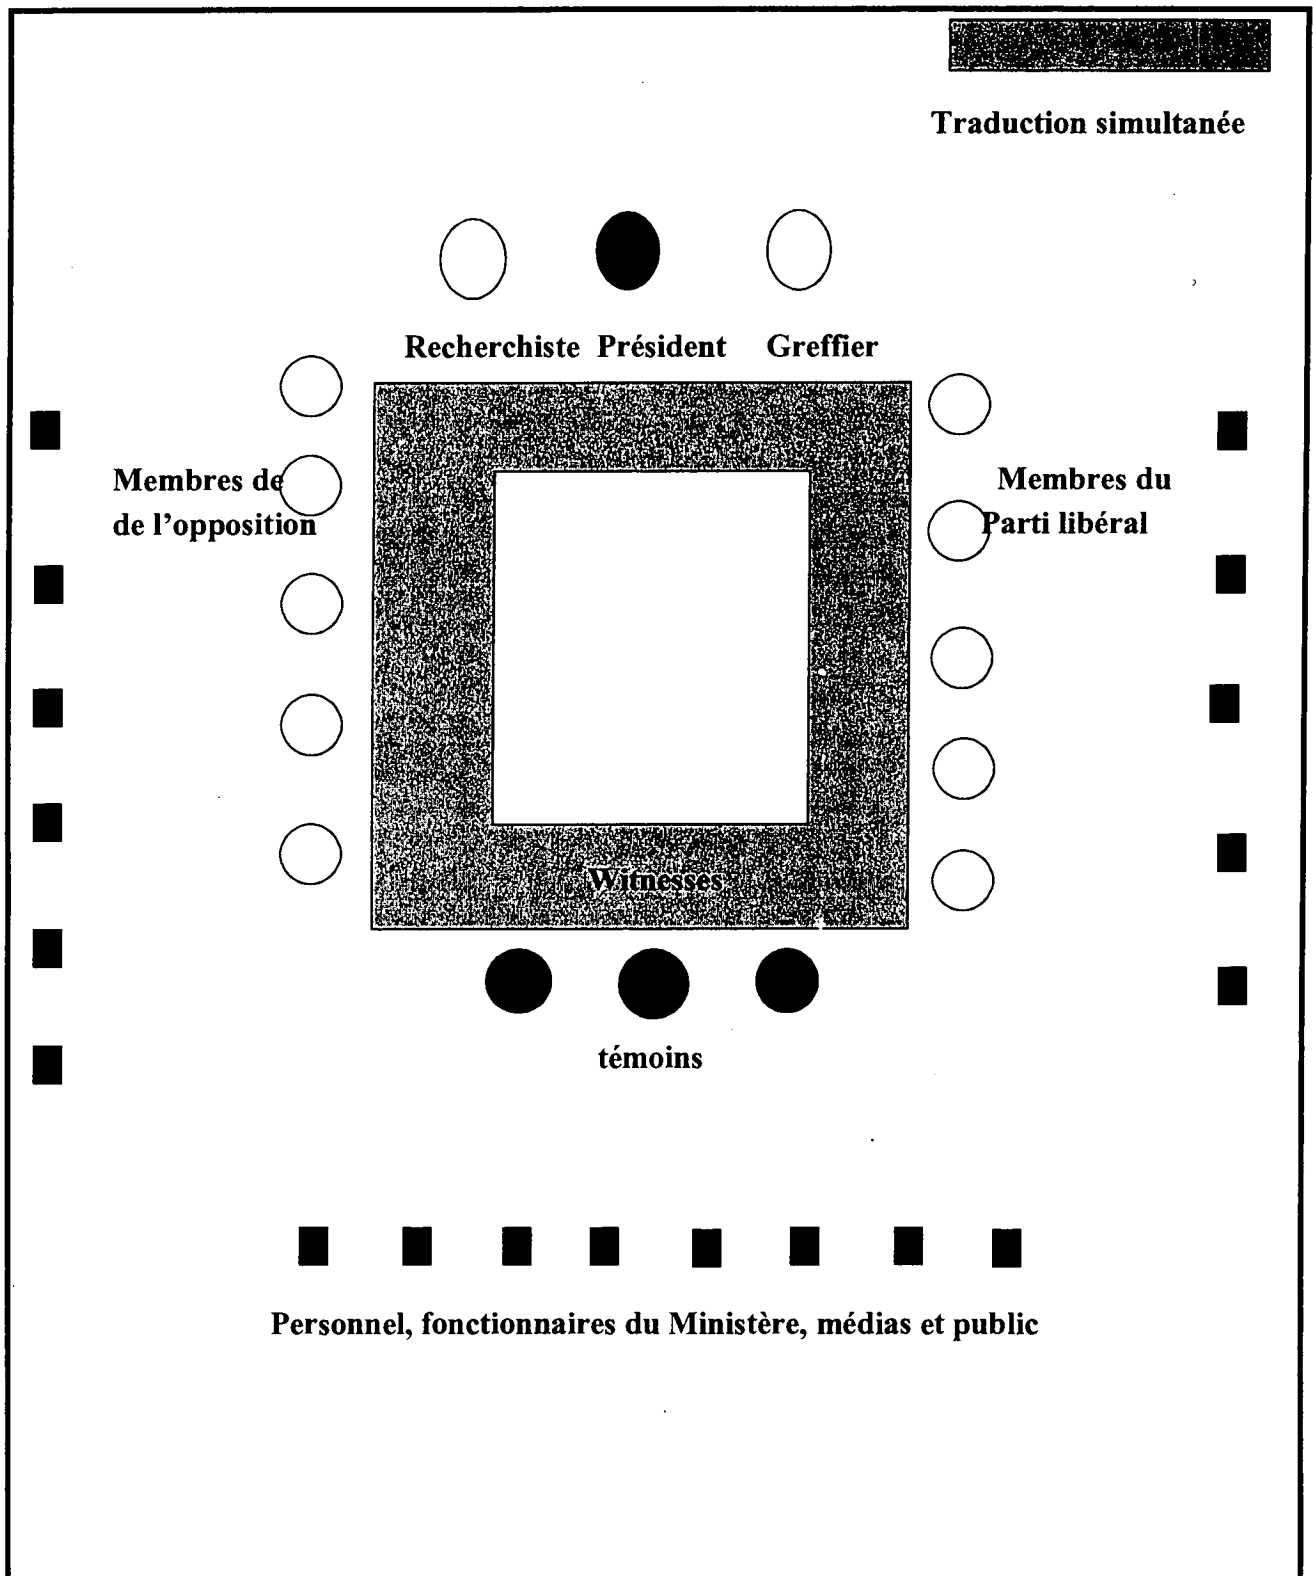 Traduction simultanée
Recherchiste Président Greffier
Membres de
de l'opposition
Membres du
Parti libéral
Witnesses
témoins
Personnel, fonctionnaires du Ministère, médias et public